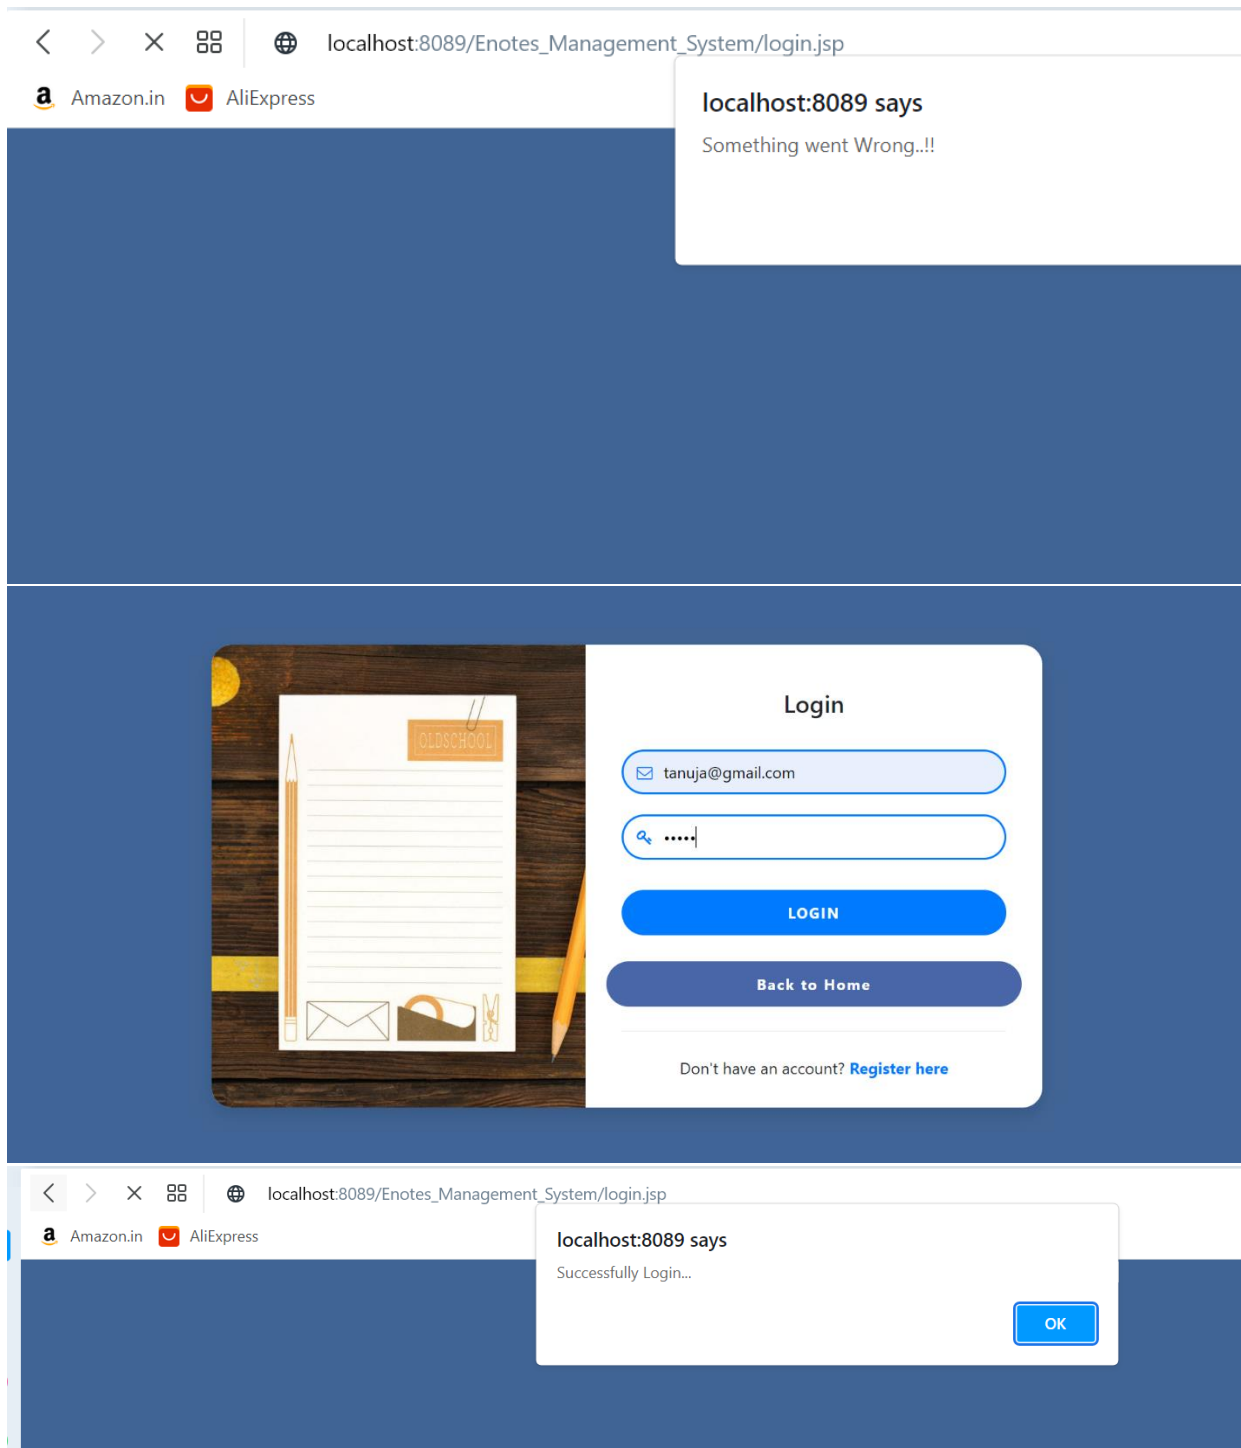 localhost:8089/Enotes_Management_System/login.jsp
a Amazon.in AliExpress
localhost:8089 says
Something went Wrong..!!
OLDSCHOOL
Login
tanuja@gmail.com
•••••
LOGIN
Back to Home
Don't have an account? Register here
localhost:8089/Enotes_Management_System/login.jsp
a Amazon.in AliExpress
localhost:8089 says
Successfully Login...
OK